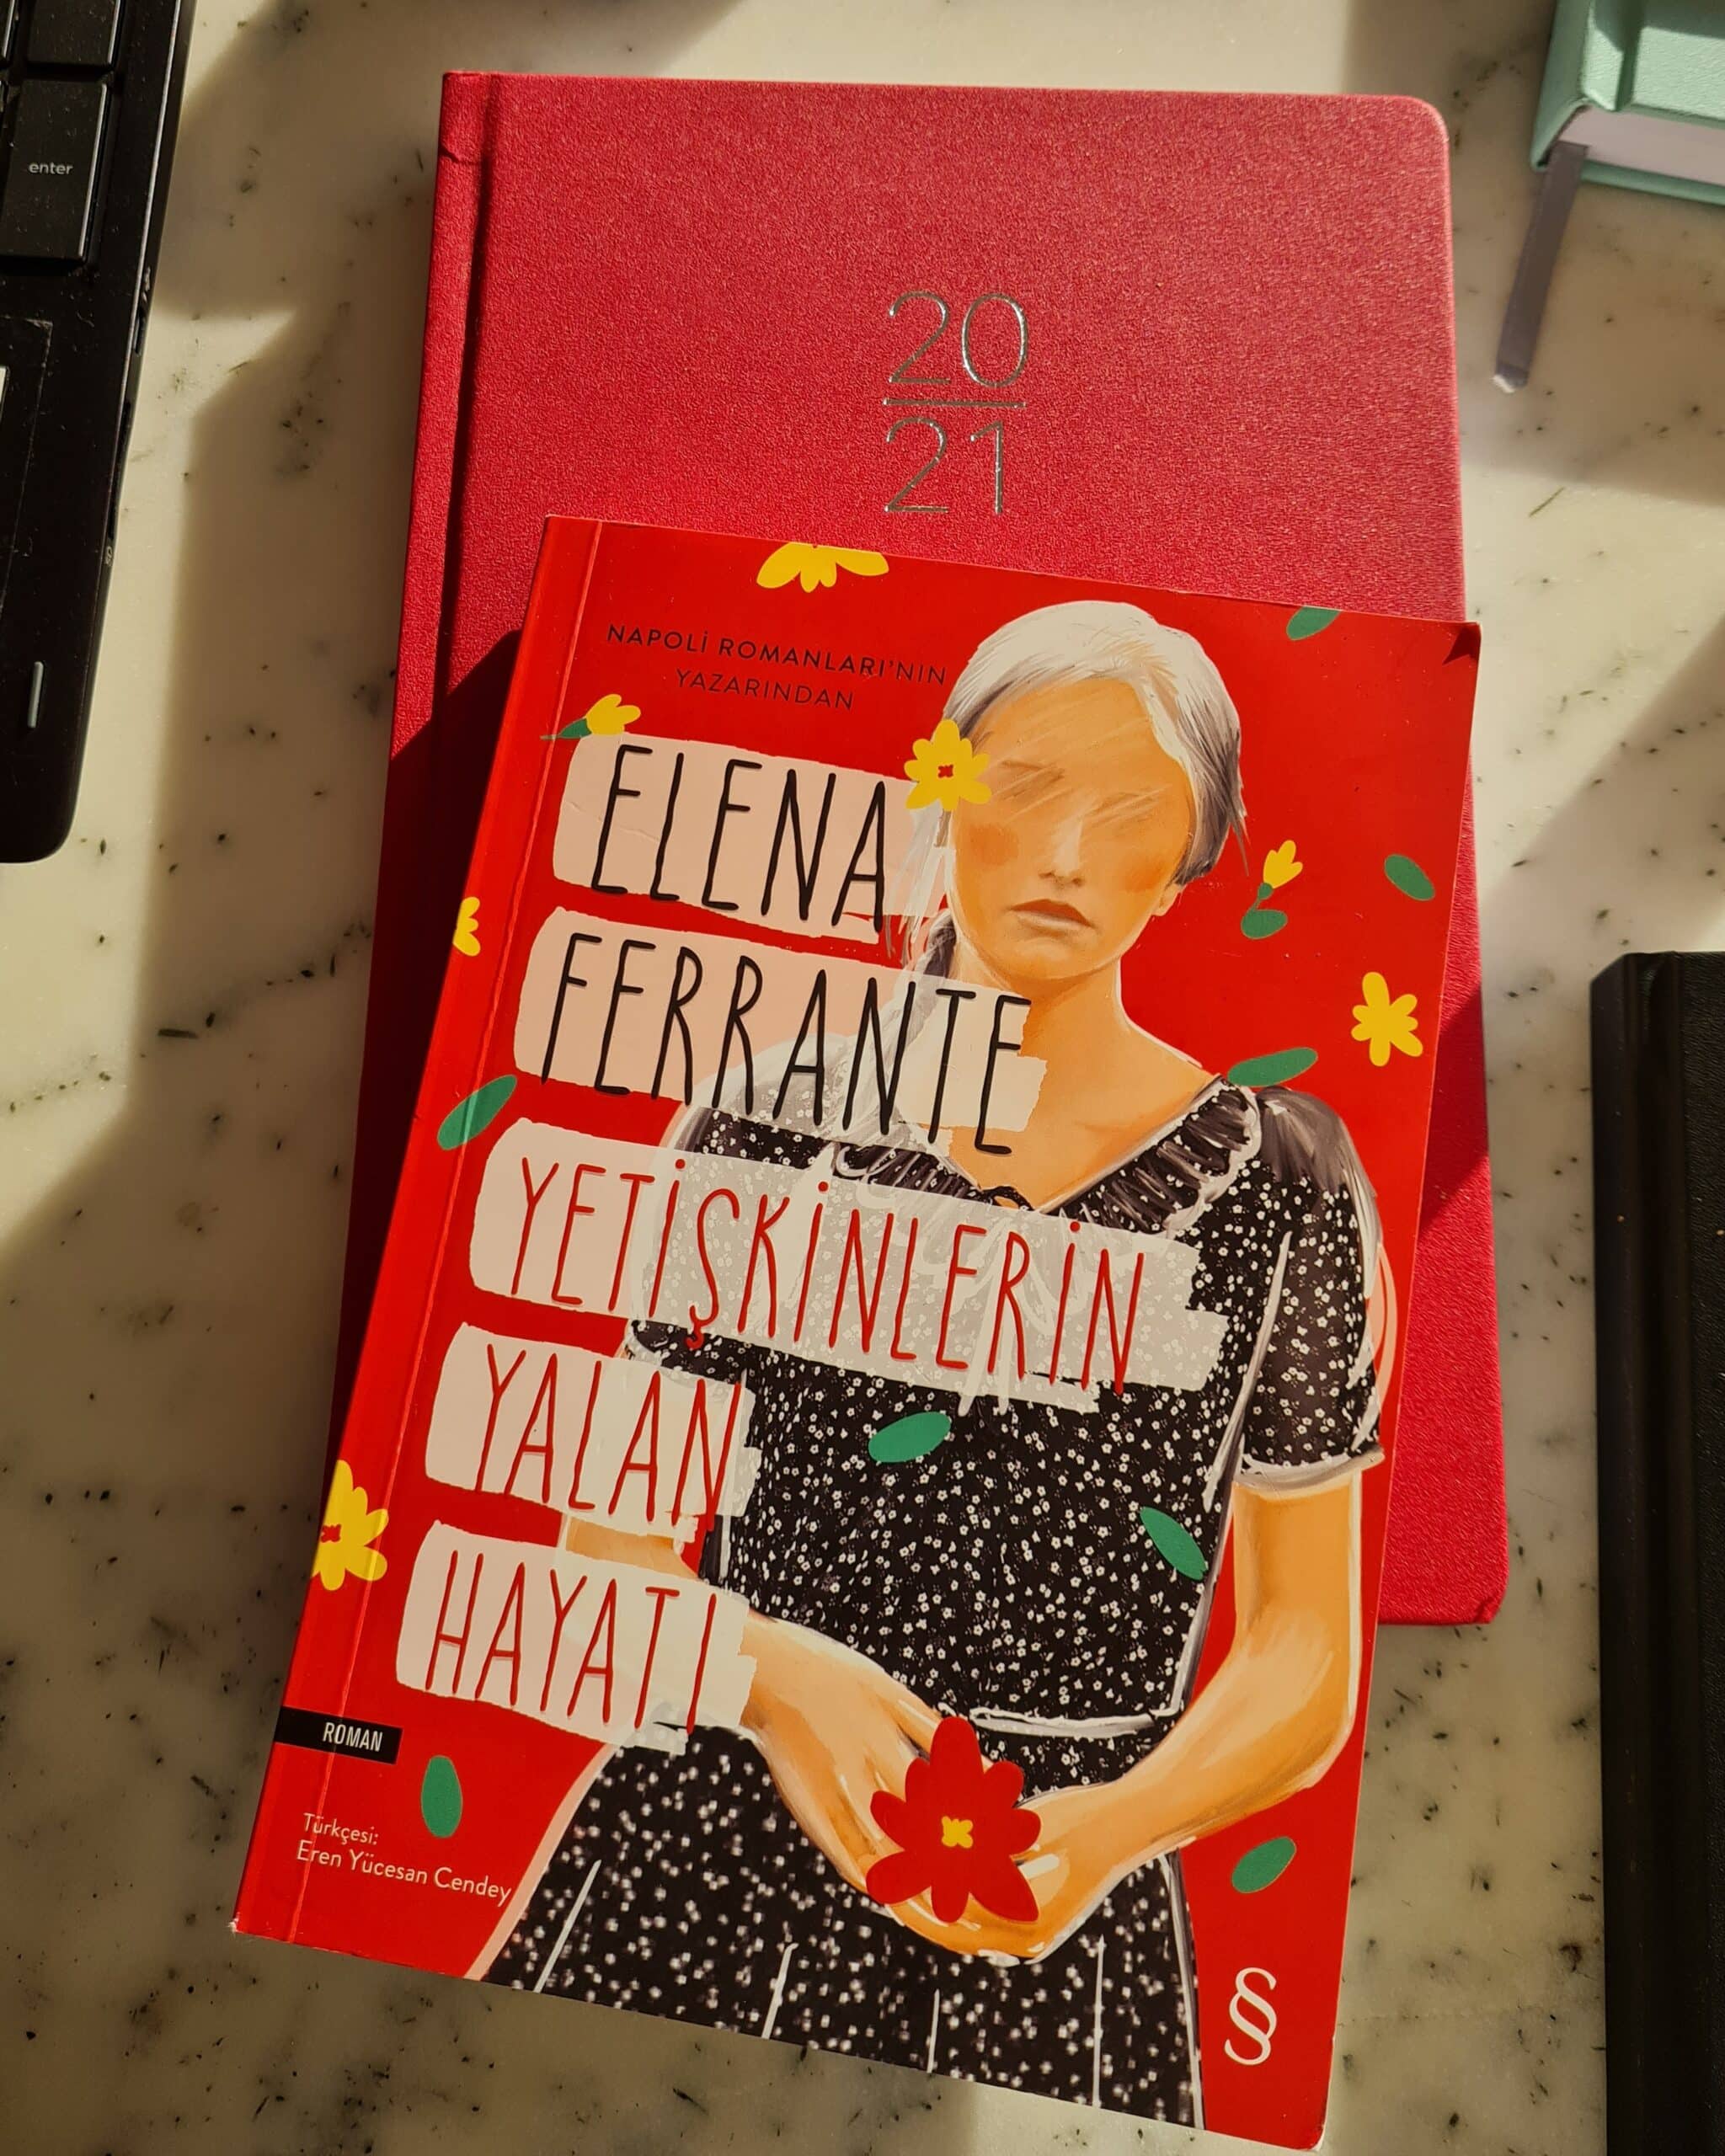 enter
20
21
NAPOLİ ROMANLARI'NIN
YAZARINDAN
ELENA
FERRANTE
YETİŞKİNLERİN
YALAN
HAYATI
ROMAN
Türkçesi:
Eren Yücesan Cendey